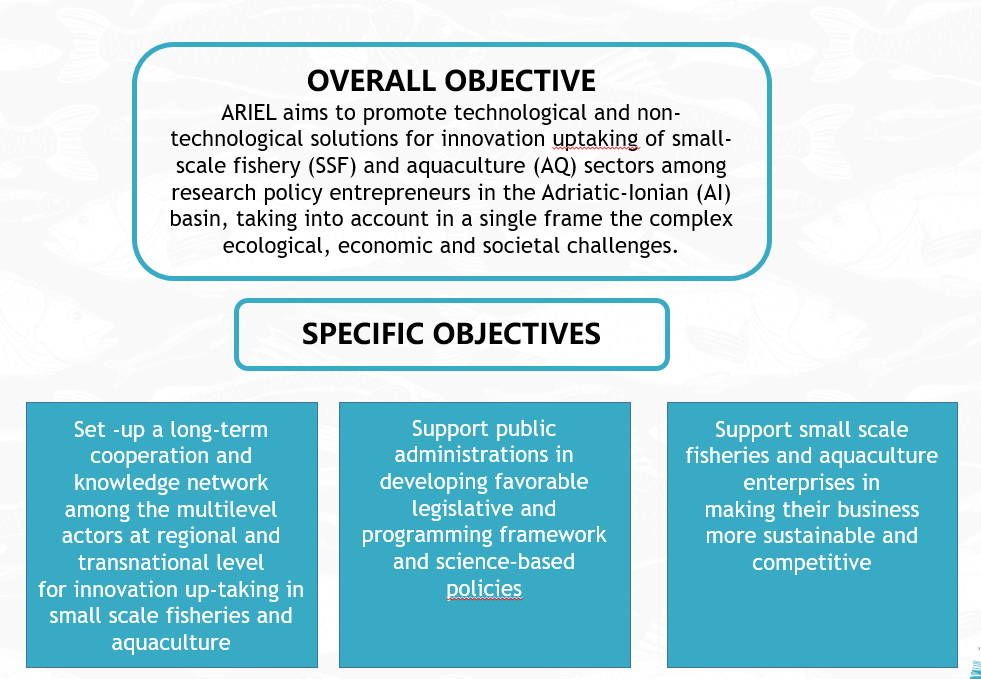 OVERALL OBJECTIVE
ARIEL aims to promote technological and non-
technological solutions for innovation uptaking of small-
scale fishery (SSF) and aquaculture (AQ) sectors among
research policy entrepreneurs in the Adriatic-Ionian (AI)
basin, taking into account in a single frame the complex
ecological, economic and societal challenges.
SPECIFIC OBJECTIVES
Set -up a long-term
cooperation and
knowledge network
among the multilevel
actors at regional and
transnational level
for innovation up-taking in
small scale fisheries and
aquaculture
Support public
administrations in
developing favorable
legislative and
programming framework
and science-based
policies
Support small scale
fisheries and aquaculture
enterprises in
making their business
more sustainable and
competitive